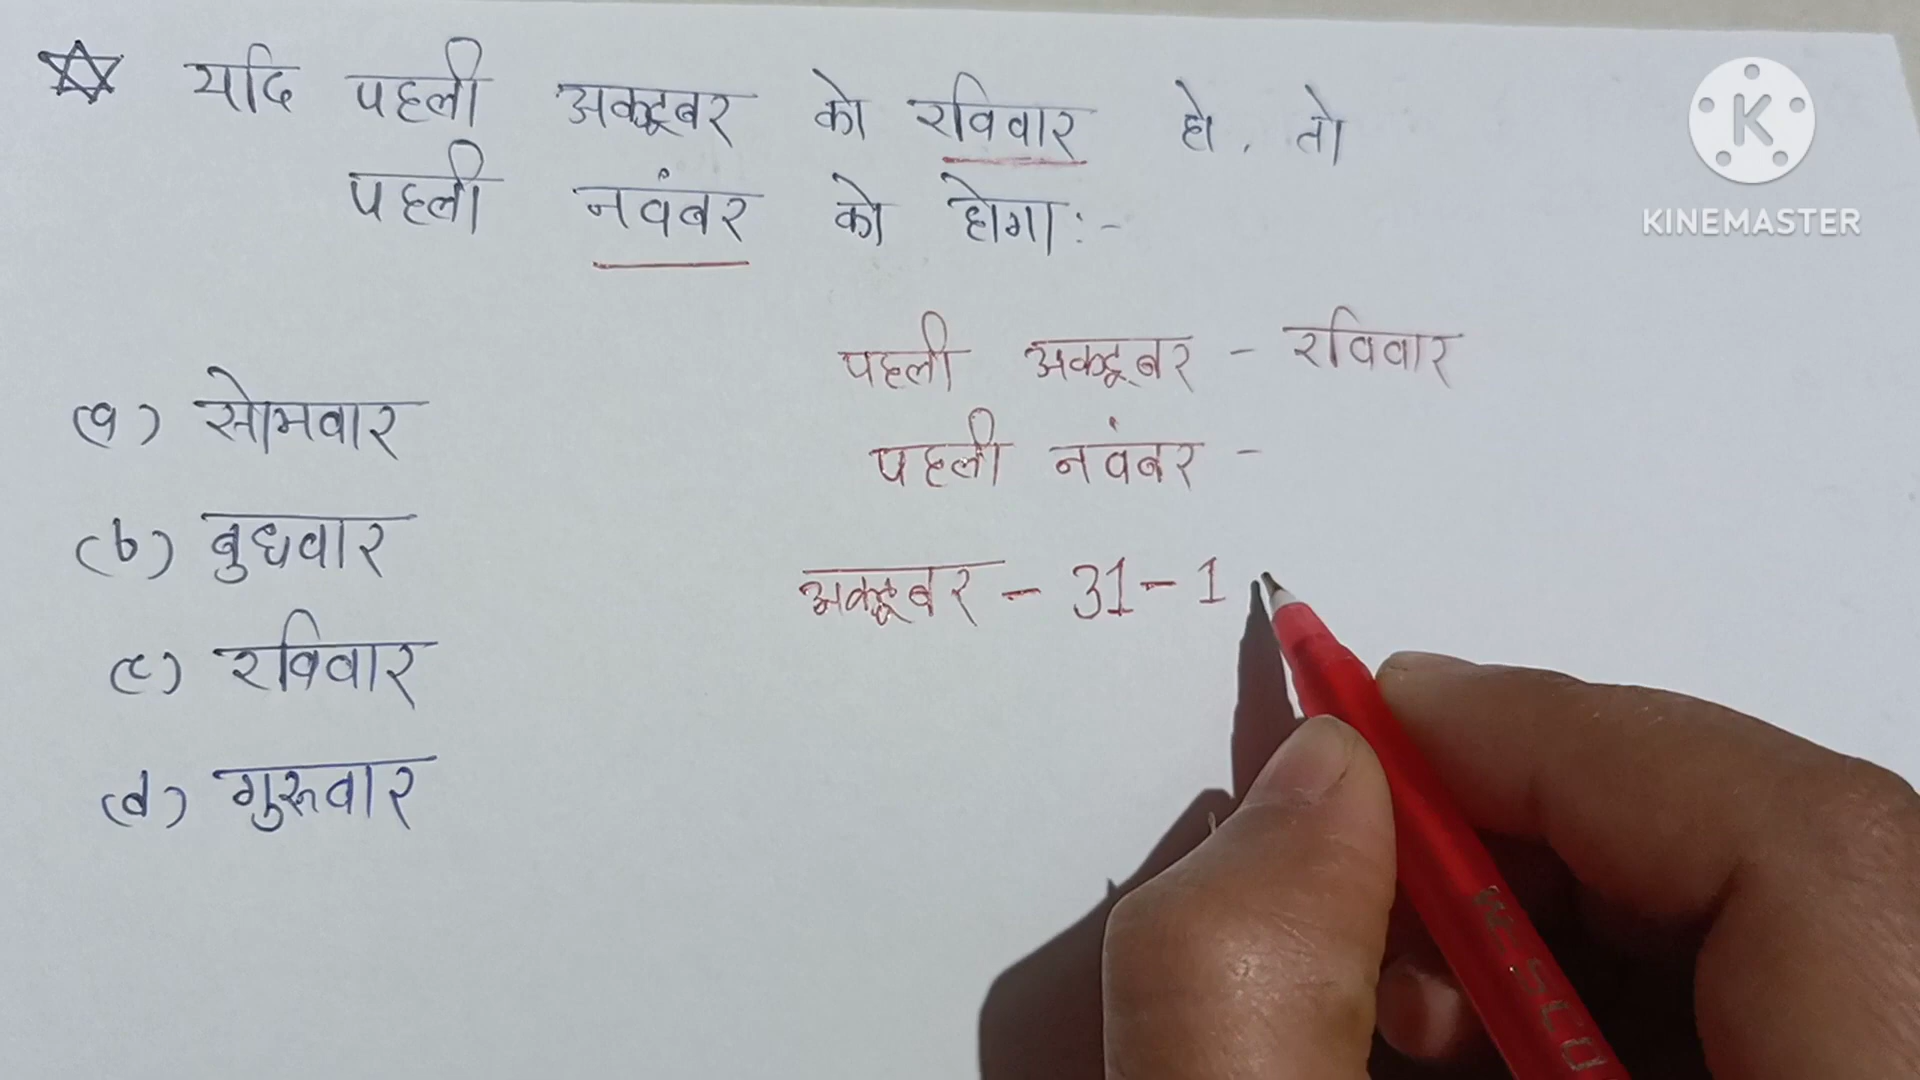 यदि पहली अक्टूबर को रविवार हो, तो
पहली नवंबर को होगा :-
(a) सोमवार
(b) बुधवार
(c) रविवार
(d) गुरूवार
पहली अक्टूबर - रविवार
पहली नवंबर -
अक्टूबर - 31 - 1
K
KINEMASTER